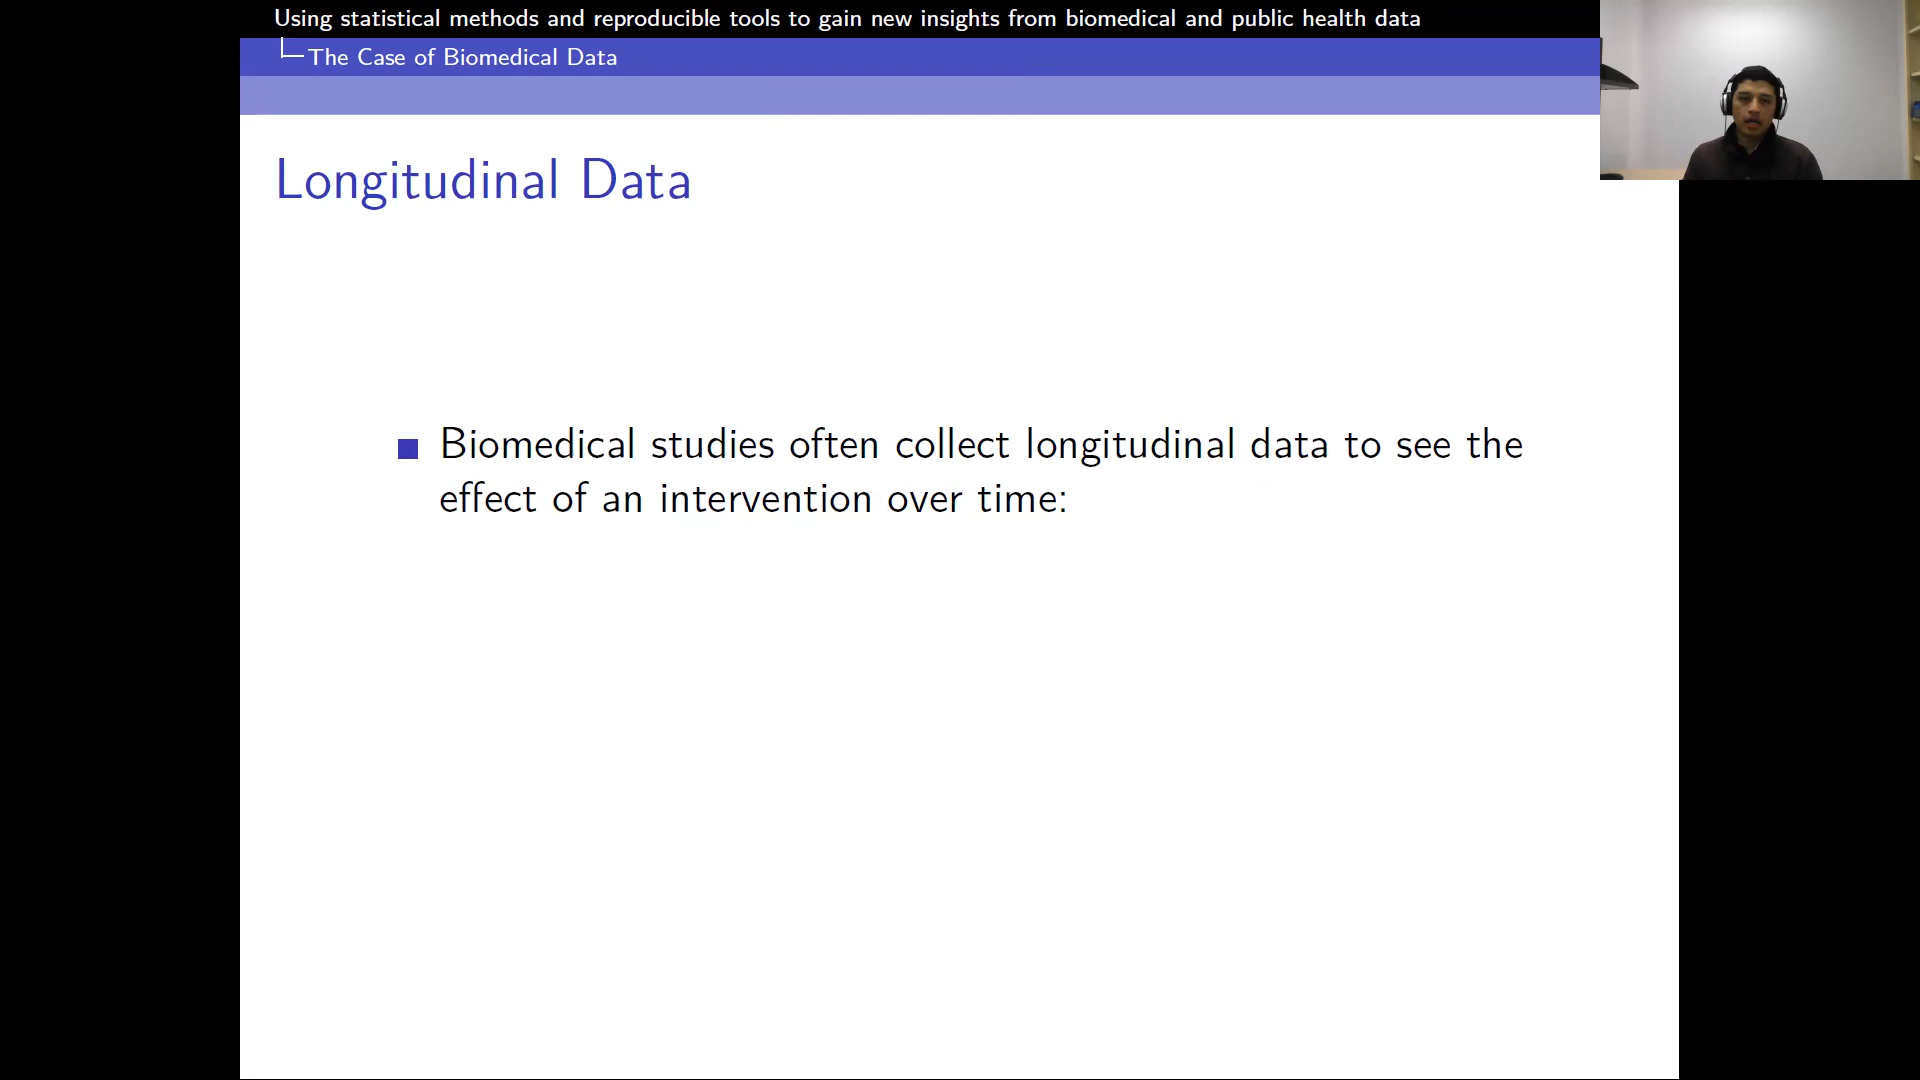 Using statistical methods and reproducible tools to gain new insights from biomedical and public health data
The Case of Biomedical Data
Longitudinal Data
Biomedical studies often collect longitudinal data to see the
effect of an intervention over time: